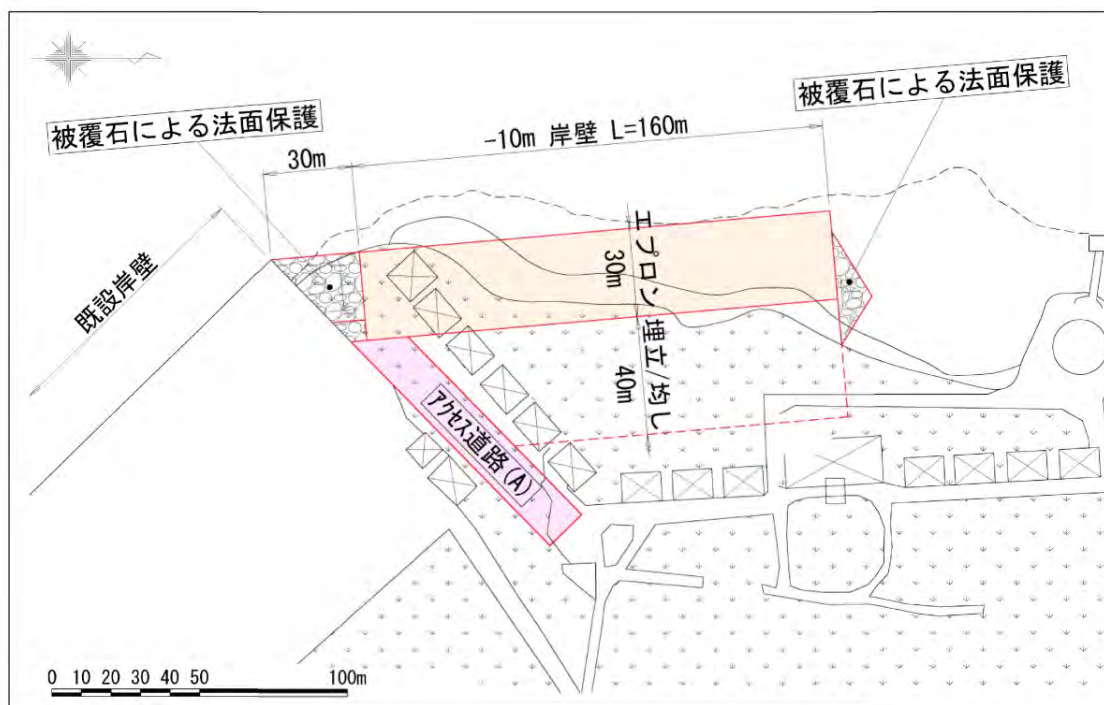 被覆石による法面保護
被覆石による法面保護
-10m 岸壁 L=160m
30m
既設岸壁
エプロン
30m
埋立/均し
40m
アクセス道路(A)
0 10 20 30 40 50 100m